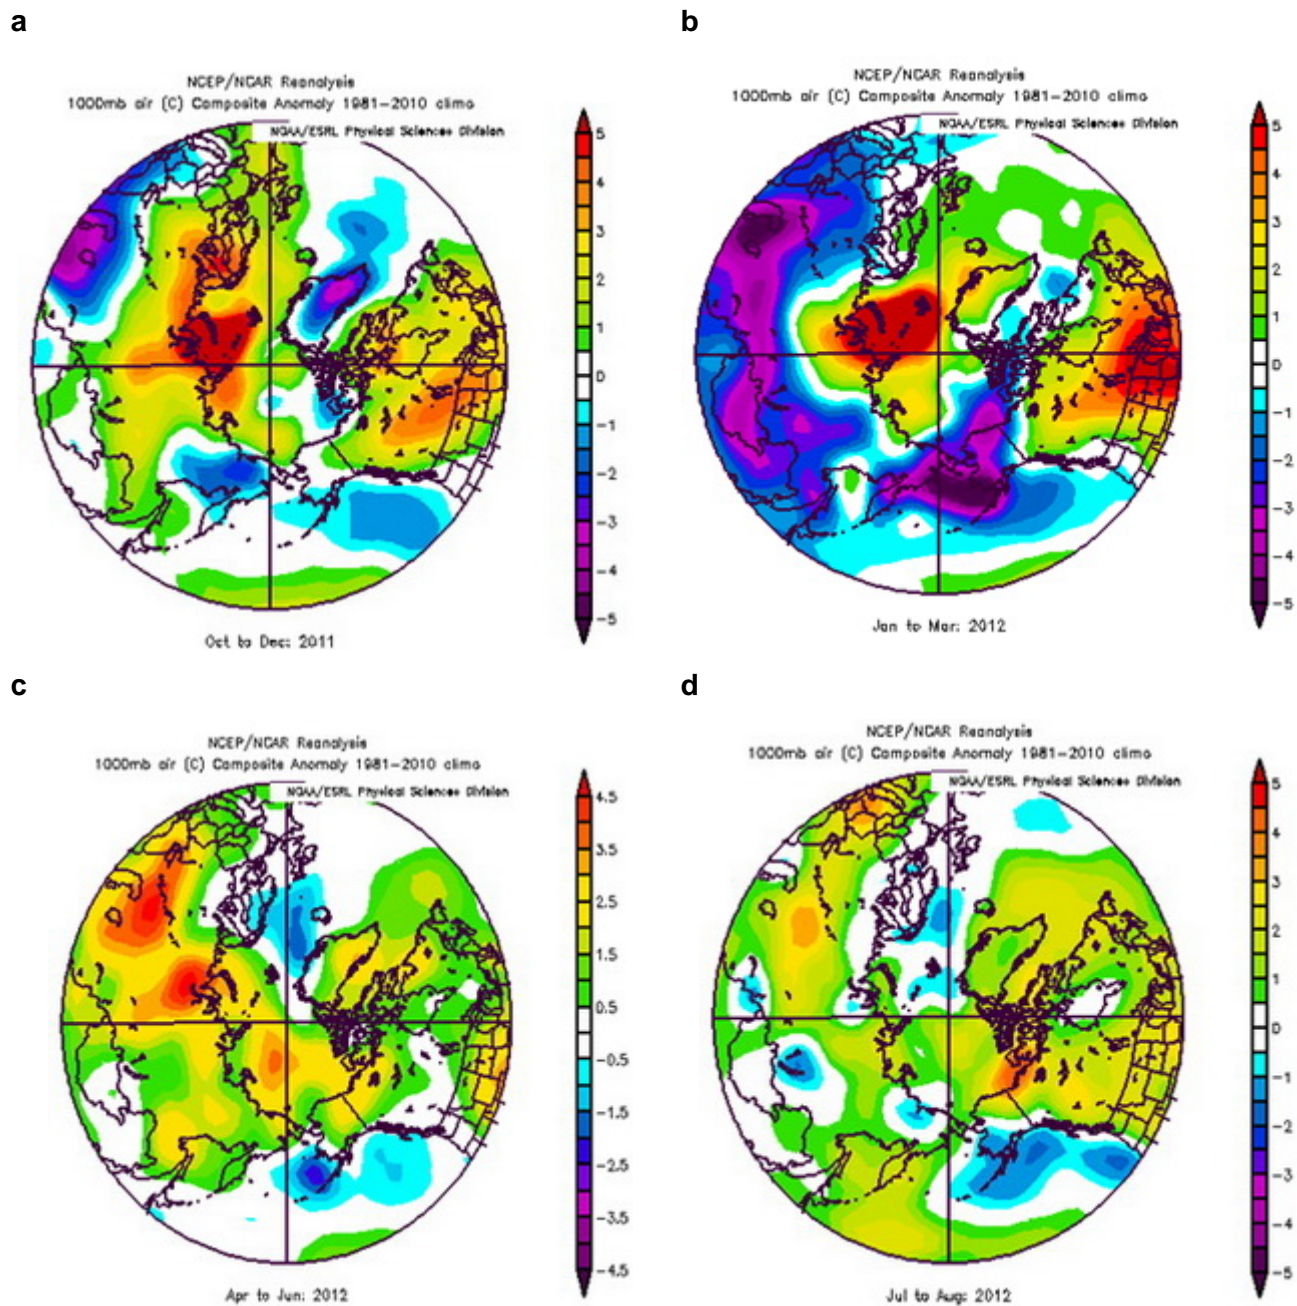 a
NCEP/NCAR Reanalysis
1000mb air (C) Composite Anomaly 1981-2010 climo
NOAA/ESRL Physical Sciences Division
5
4
3
2
1
0
-1
-2
-3
-4
-5
Oct to Dec: 2011
b
NCEP/NCAR Reanalysis
1000mb air (C) Composite Anomaly 1981-2010 climo
NOAA/ESRL Physical Sciences Division
5
4
3
2
1
0
-1
-2
-3
-4
-5
Jan to Mar: 2012
c
NCEP/NCAR Reanalysis
1000mb air (C) Composite Anomaly 1981-2010 climo
NOAA/ESRL Physical Sciences Division
4.5
3.5
2.5
1.5
0.5
-0.5
-1.5
-2.5
-3.5
-4.5
Apr to Jun: 2012
d
NCEP/NCAR Reanalysis
1000mb air (C) Composite Anomaly 1981-2010 climo
NOAA/ESRL Physical Sciences Division
5
4
3
2
1
0
-1
-2
-3
-4
-5
Jul to Aug: 2012